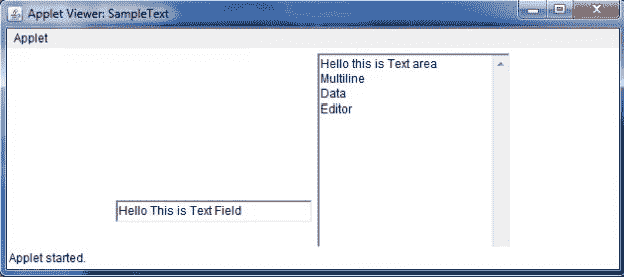 Applet Viewer: SampleText
Applet
Hello this is Text area
Multiline
Data
Editor
Hello This is Text Field
Applet started.